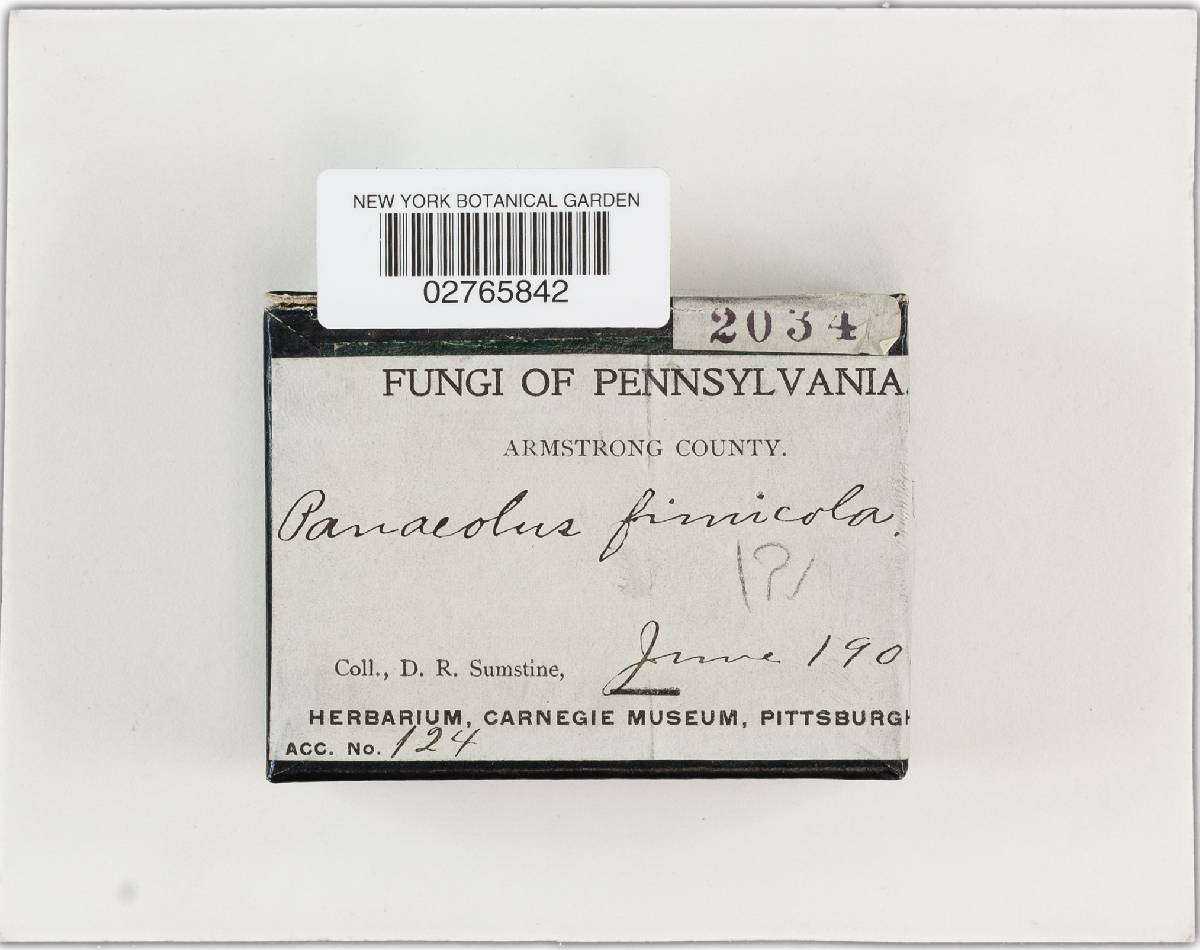 NEW YORK BOTANICAL GARDEN
02765842
2034
FUNGI OF PENNSYLVANIA.
ARMSTRONG COUNTY.
Panaeolus fimicola.
(?)
Coll., D. R. Sumstine, June 190
HERBARIUM, CARNEGIE MUSEUM, PITTSBURGH
ACC. No. 124